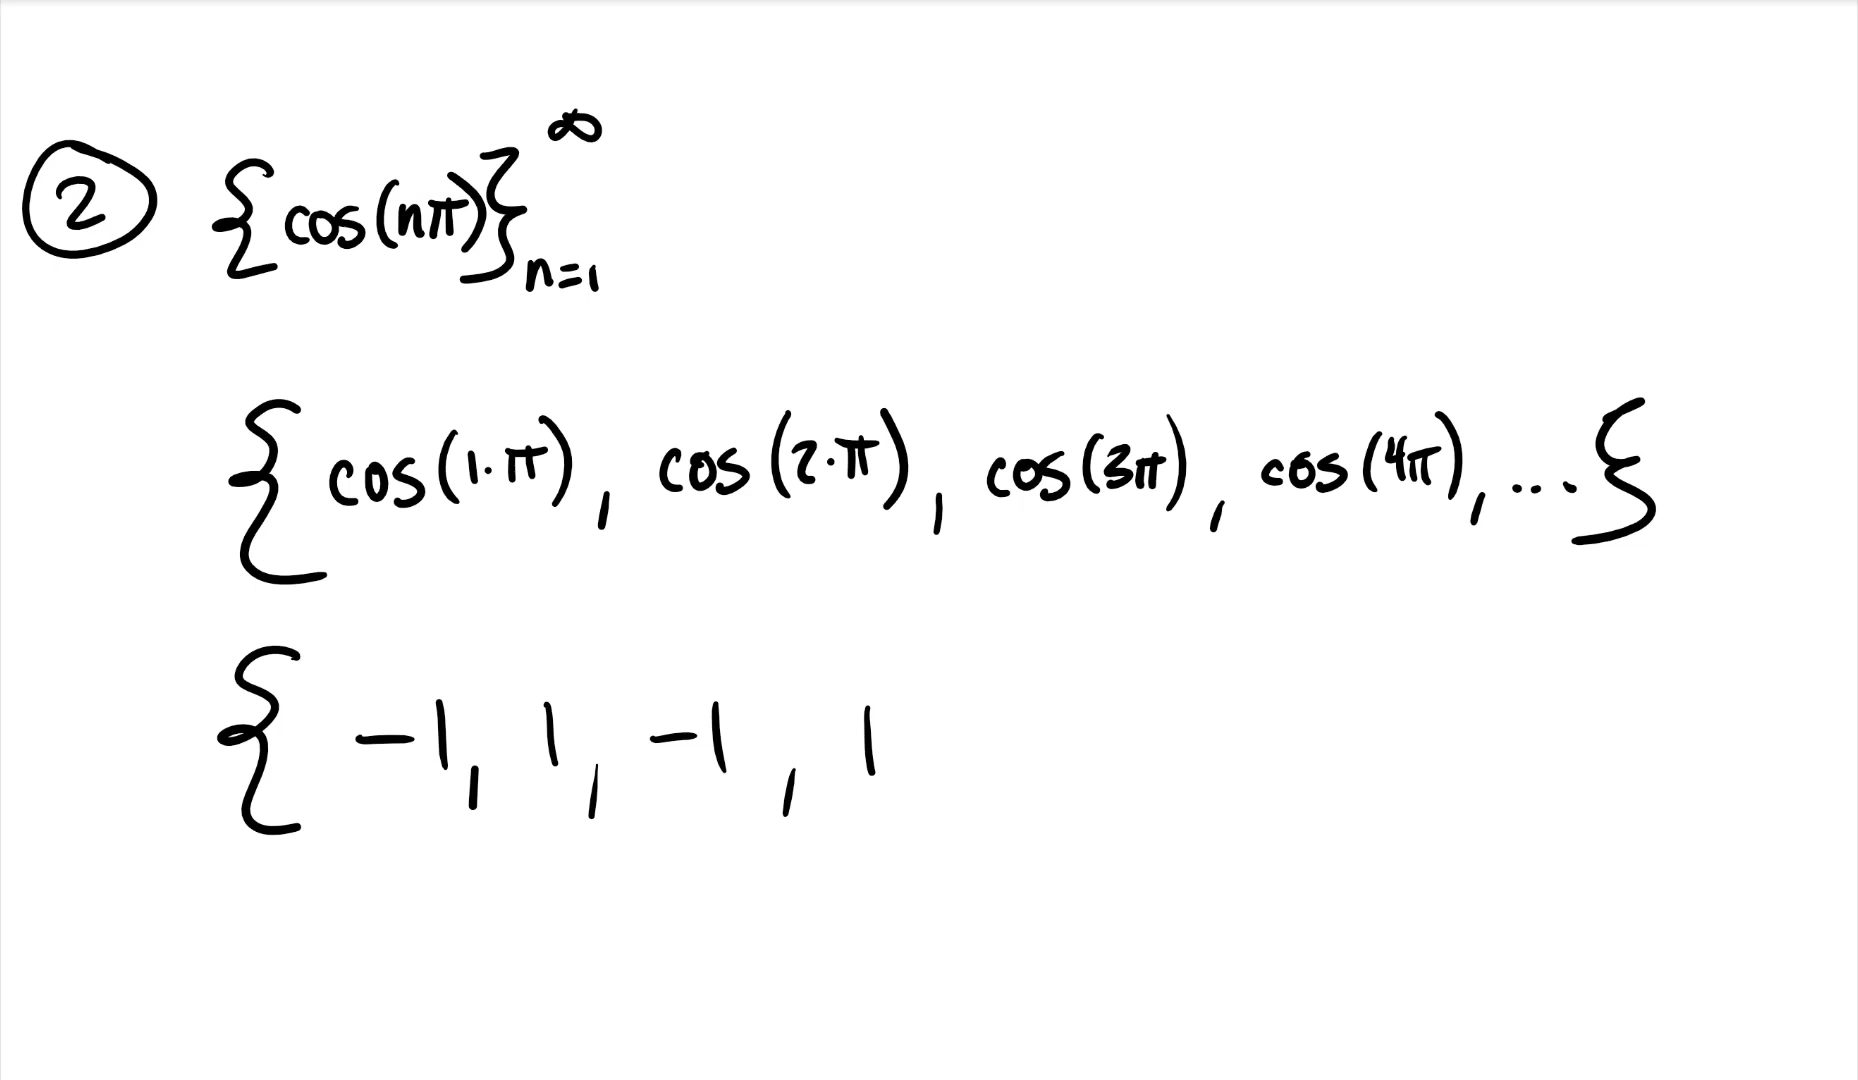 ② {cos(nπ)}_{n=1}^{∞}
{cos(1·π), cos(2·π), cos(3π), cos(4π), ...}
{-1, 1, -1, 1